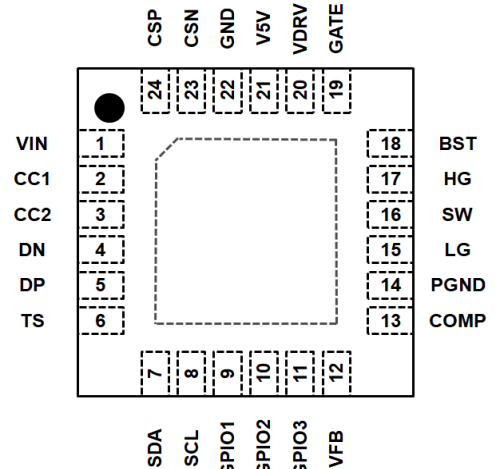 CSP CSN GND V5V VDRV GATE
24 23 22 21 20 19
VIN 1 18 BST
CC1 2 17 HG
CC2 3 16 SW
DN 4 15 LG
DP 5 14 PGND
TS 6 13 COMP
7 8 9 10 11 12
SDA SCL GPIO1 GPIO2 GPIO3 VFB